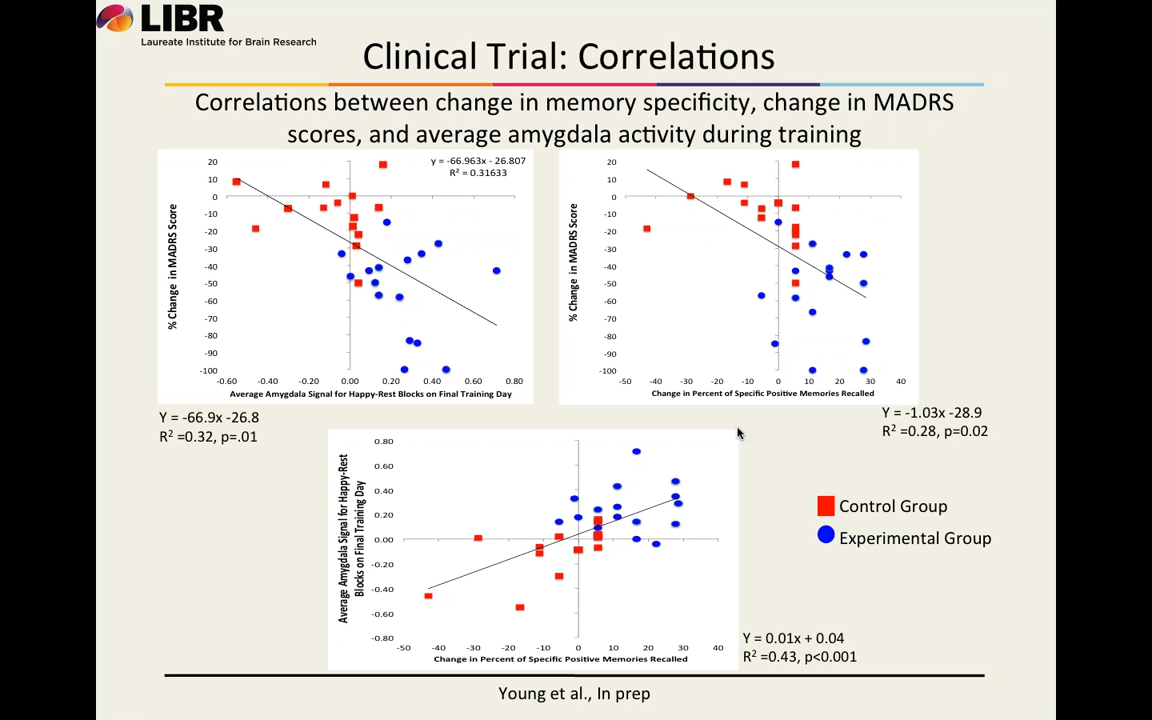 LIBR
Laureate Institute for Brain Research
Clinical Trial: Correlations
Correlations between change in memory specificity, change in MADRS
scores, and average amygdala activity during training
y = -66.963x - 26.807
R² = 0.31633
% Change in MADRS Score
20
10
0
-10
-20
-30
-40
-50
-60
-70
-80
-90
-100
-0.60 -0.40 -0.20 0.00 0.20 0.40 0.60 0.80
Average Amygdala Signal for Happy-Rest Blocks on Final Training Day
Y = -66.9x -26.8
R² =0.32, p=.01
% Change in MADRS Score
20
10
0
-10
-20
-30
-40
-50
-60
-70
-80
-90
-100
-50 -40 -30 -20 -10 0 10 20 30 40
Change in Percent of Specific Positive Memories Recalled
Y = -1.03x -28.9
R² =0.28, p=0.02
Average Amygdala Signal for Happy-Rest
Blocks on Final Training Day
0.80
0.60
0.40
0.20
0.00
-0.20
-0.40
-0.60
-0.80
-50 -40 -30 -20 -10 0 10 20 30 40
Change in Percent of Specific Positive Memories Recalled
Control Group
Experimental Group
Y = 0.01x + 0.04
R² =0.43, p<0.001
Young et al., In prep